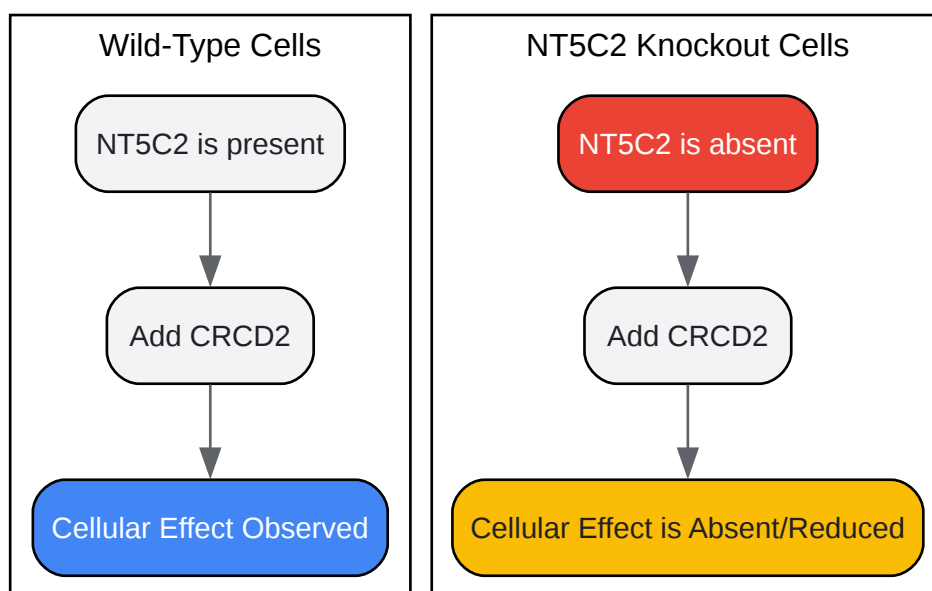 Wild-Type Cells
NT5C2 is present
Add CRCD2
Cellular Effect Observed
NT5C2 Knockout Cells
NT5C2 is absent
Add CRCD2
Cellular Effect is Absent/Reduced